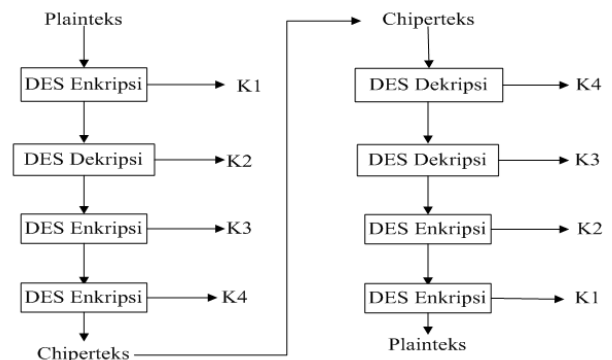 Plainteks
DES Enkripsi
K1
DES Dekripsi
K2
DES Enkripsi
K3
DES Enkripsi
K4
Chiperteks
Chiperteks
DES Dekripsi
K4
DES Dekripsi
K3
DES Enkripsi
K2
DES Enkripsi
K1
Plainteks